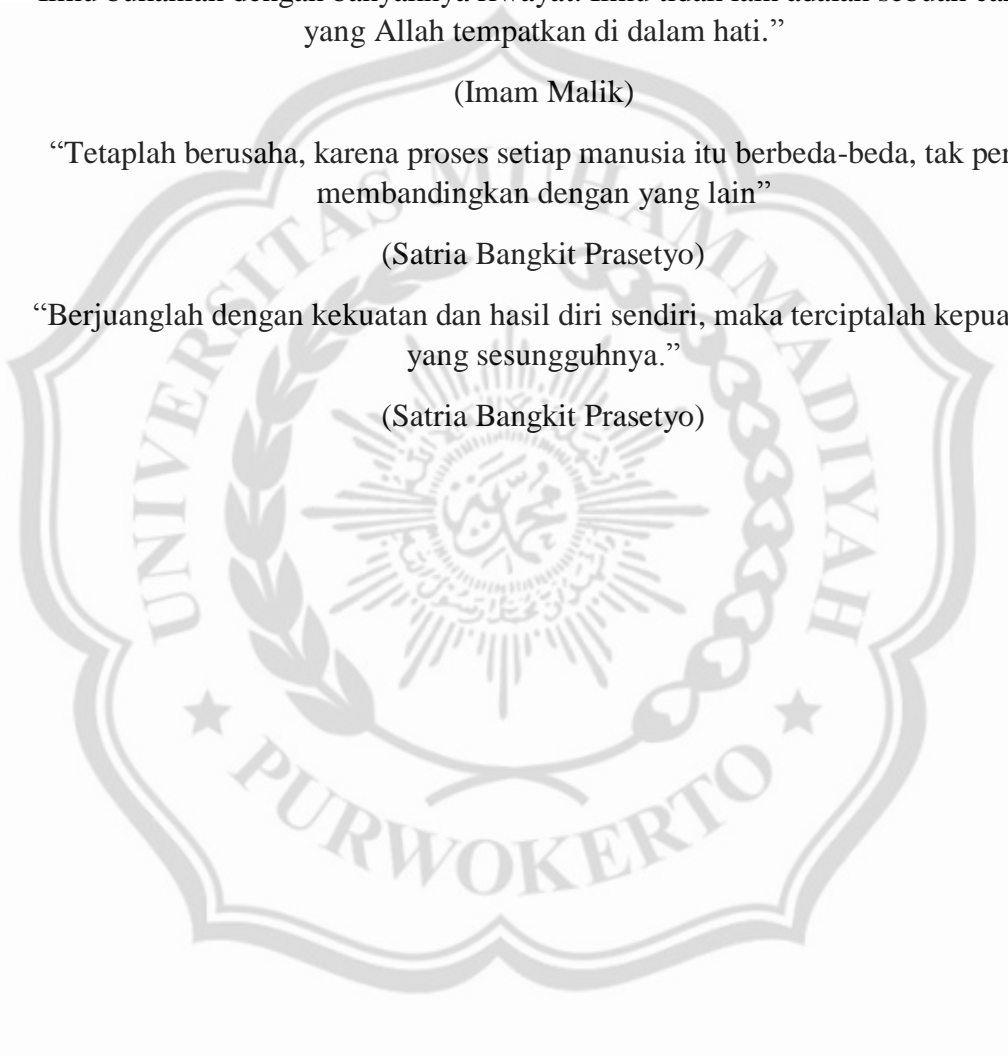 yang Allah tempatkan di dalam hati.”
(Imam Malik)
“Tetaplah berusaha, karena proses setiap manusia itu berbeda-beda, tak per
membandingkan dengan yang lain”
(Satria Bangkit Prasetyo)
“Berjuanglah dengan kekuatan dan hasil diri sendiri, maka terciptalah kepua
yang sesungguhnya.”
(Satria Bangkit Prasetyo)
UNIVERSITAS MUHAMMADIYAH
PURWOKERTO